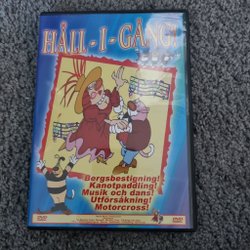 HÅLL-I-GÅNG!
Bergsbestigning!
Kanotpaddling!
Musik och dans!
Utförsåkning!
Motorcross!
DVD
DVD